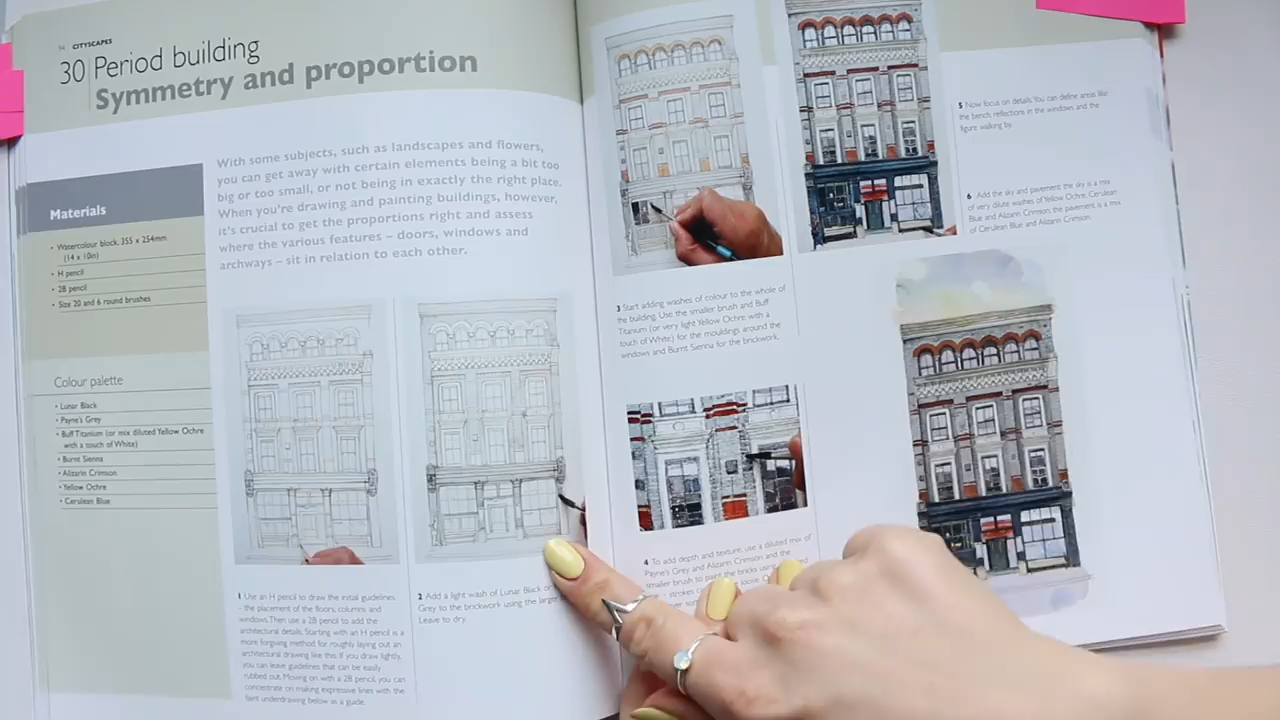 94 CITYSCAPES
30 Period building
Symmetry and proportion
With some subjects, such as landscapes and flowers,
you can get away with certain elements being a bit too
big or too small, or not being in exactly the right place.
When you're drawing and painting buildings, however,
it's crucial to get the proportions right and assess
where the various features – doors, windows and
archways – sit in relation to each other.
Materials
• Watercolour block, 355 x 254mm
(14 x 10in)
• H pencil
• 2B pencil
• Size 20 and 6 round brushes
Colour palette
• Lunar Black
• Payne's Grey
• Buff Titanium (or mix diluted Yellow Ochre
with a touch of White)
• Burnt Sienna
• Alizarin Crimson
• Yellow Ochre
• Cerulean Blue
1 Use an H pencil to draw the initial guidelines
– the placement of the floors, columns and
windows. Then use a 2B pencil to add the
architectural details. Starting with an H pencil is a
more forgiving method for roughly laying out an
architectural drawing like this. If you draw lightly,
you can leave guidelines that can be easily
rubbed out. Moving on with a 2B pencil, you can
concentrate on making expressive lines with the
faint underdrawing below as a guide.
2 Add a light wash of Lunar Black or
Grey to the brickwork using the larger
Leave to dry.
3 Start adding washes of colour to the whole of
the building. Use the smaller brush and Buff
Titanium (or very light Yellow Ochre with a
touch of White) for the mouldings around the
windows and Burnt Sienna for the brickwork.
4 To add depth and texture, use a diluted mix of
Payne's Grey and Alizarin Crimson and the
smaller brush to paint the bricks using
strokes
5 Now focus on details. You can define areas like
the bench, reflections in the windows and the
figure walking by.
6 Add the sky and pavement: the sky is a mix
of very dilute washes of Yellow Ochre, Cerulean
Blue and Alizarin Crimson; the pavement is a mix
of Cerulean Blue and Alizarin Crimson.